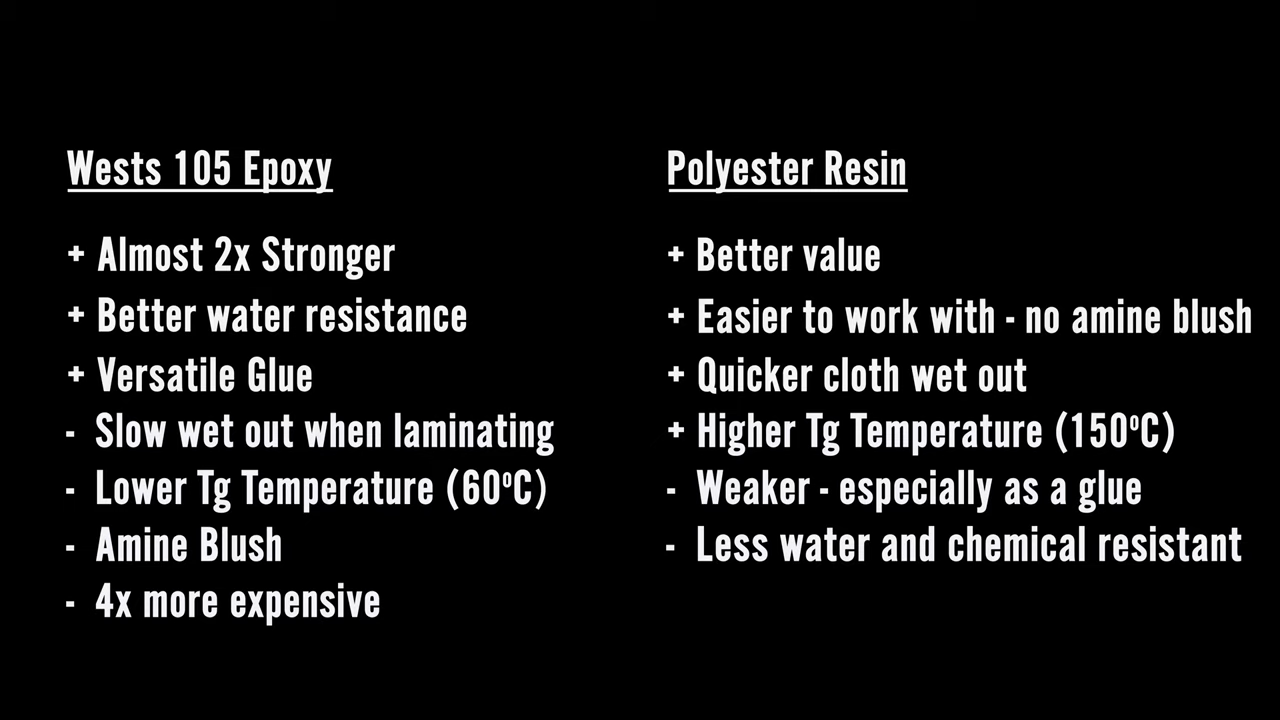 Wests 105 Epoxy
+ Almost 2x Stronger
+ Better water resistance
+ Versatile Glue
- Slow wet out when laminating
- Lower Tg Temperature (60ºC)
- Amine Blush
- 4x more expensive
Polyester Resin
+ Better value
+ Easier to work with - no amine blush
+ Quicker cloth wet out
+ Higher Tg Temperature (150ºC)
- Weaker - especially as a glue
- Less water and chemical resistant